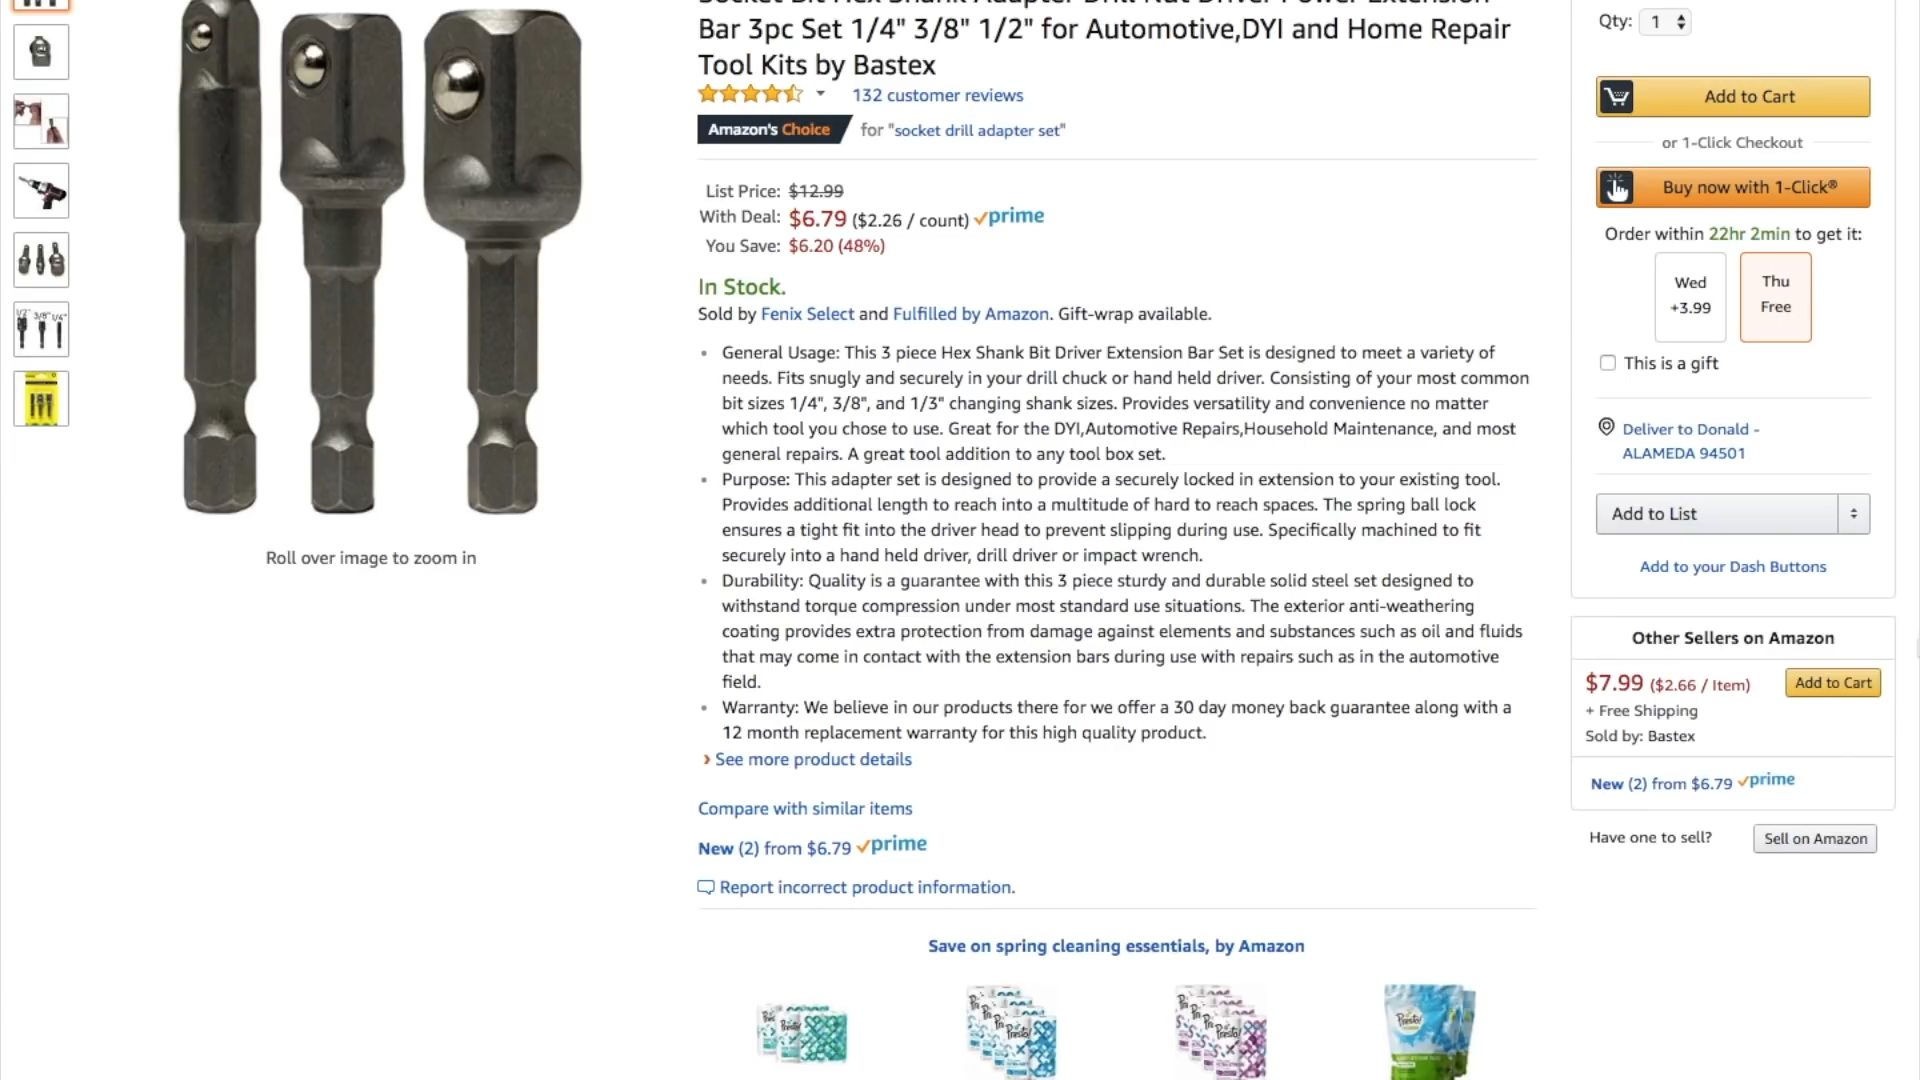 Socket Bit Hex Shank Adapter Drill Nut Driver Power Extension
Bar 3pc Set 1/4" 3/8" 1/2" for Automotive,DYI and Home Repair
Tool Kits by Bastex
132 customer reviews
Amazon's Choice for "socket drill adapter set"
List Price: $12.99
With Deal: $6.79 ($2.26 / count) prime
You Save: $6.20 (48%)
In Stock.
Sold by Fenix Select and Fulfilled by Amazon. Gift-wrap available.
General Usage: This 3 piece Hex Shank Bit Driver Extension Bar Set is designed to meet a variety of
needs. Fits snugly and securely in your drill chuck or hand held driver. Consisting of your most common
bit sizes 1/4", 3/8", and 1/3" changing shank sizes. Provides versatility and convenience no matter
which tool you chose to use. Great for the DYI,Automotive Repairs,Household Maintenance, and most
general repairs. A great tool addition to any tool box set.
Purpose: This adapter set is designed to provide a securely locked in extension to your existing tool.
Provides additional length to reach into a multitude of hard to reach spaces. The spring ball lock
ensures a tight fit into the driver head to prevent slipping during use. Specifically machined to fit
securely into a hand held driver, drill driver or impact wrench.
Durability: Quality is a guarantee with this 3 piece sturdy and durable solid steel set designed to
withstand torque compression under most standard use situations. The exterior anti-weathering
coating provides extra protection from damage against elements and substances such as oil and fluids
that may come in contact with the extension bars during use with repairs such as in the automotive
field.
Warranty: We believe in our products there for we offer a 30 day money back guarantee along with a
12 month replacement warranty for this high quality product.
› See more product details
Compare with similar items
New (2) from $6.79 prime
Report incorrect product information.
Save on spring cleaning essentials, by Amazon
Presto!
Presto!
Presto!
Presto!
Roll over image to zoom in
1/2" 3/8" 1/4"
Qty: 1
Add to Cart
or 1-Click Checkout
Buy now with 1-Click®
Order within 22hr 2min to get it:
Wed
+3.99
Thu
Free
This is a gift
Deliver to Donald -
ALAMEDA 94501
Add to List
Add to your Dash Buttons
Other Sellers on Amazon
$7.99 ($2.66 / Item) Add to Cart
+ Free Shipping
Sold by: Bastex
New (2) from $6.79 prime
Have one to sell? Sell on Amazon